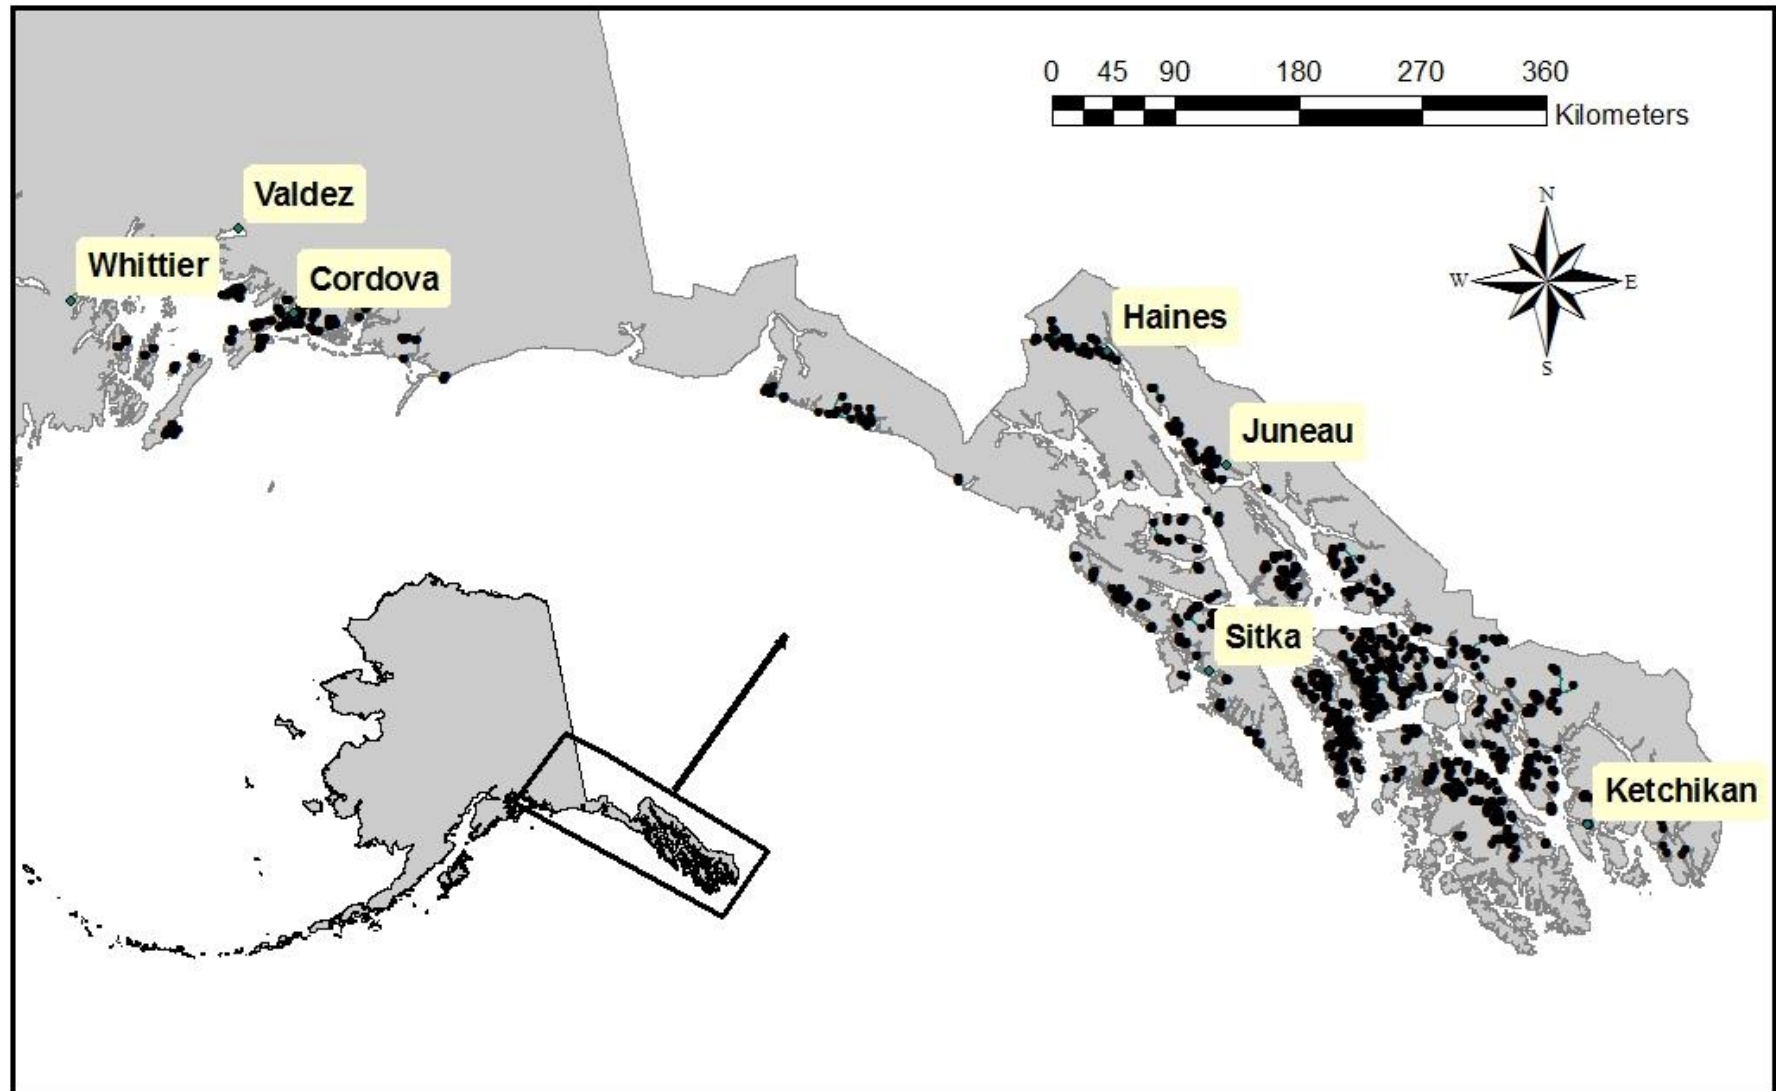 0 45 90 180 270 360
Kilometers
N
W E
S
Valdez
Whittier
Cordova
Haines
Juneau
Sitka
Ketchikan